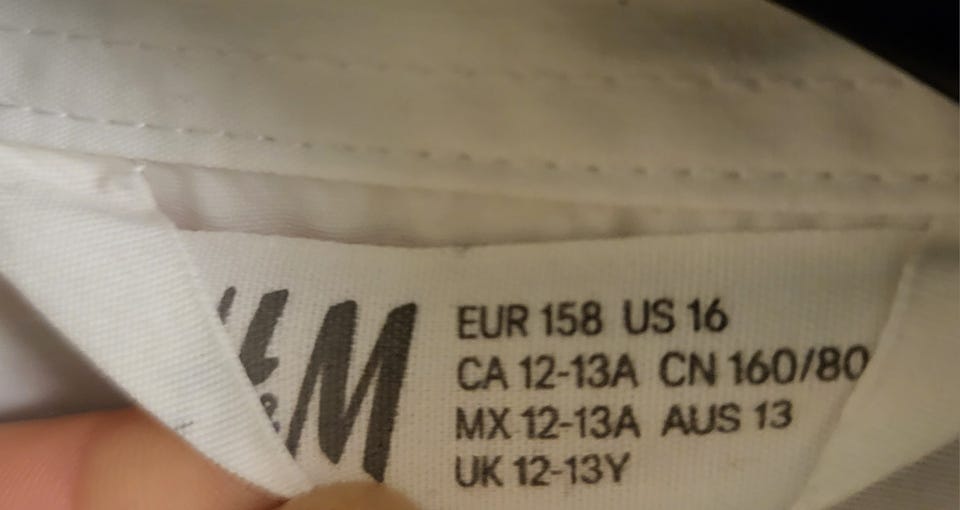 H&M
EUR 158 US 16
CA 12-13A CN 160/80
MX 12-13A AUS 13
UK 12-13Y